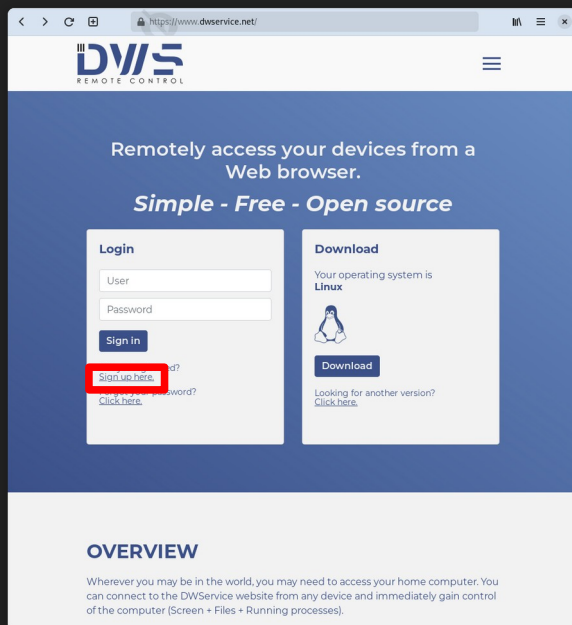 https://www.dwservice.net/
DWS
REMOTE CONTROL
Remotely access your devices from a
Web browser.
Simple - Free - Open source
Login
User
Password
Sign in
Sign up here.
password?
Click here.
Download
Your operating system is
Linux
Download
Looking for another version?
Click here.
OVERVIEW
Wherever you may be in the world, you may need to access your home computer. You
can connect to the DWService website from any device and immediately gain control
of the computer (Screen + Files + Running processes).